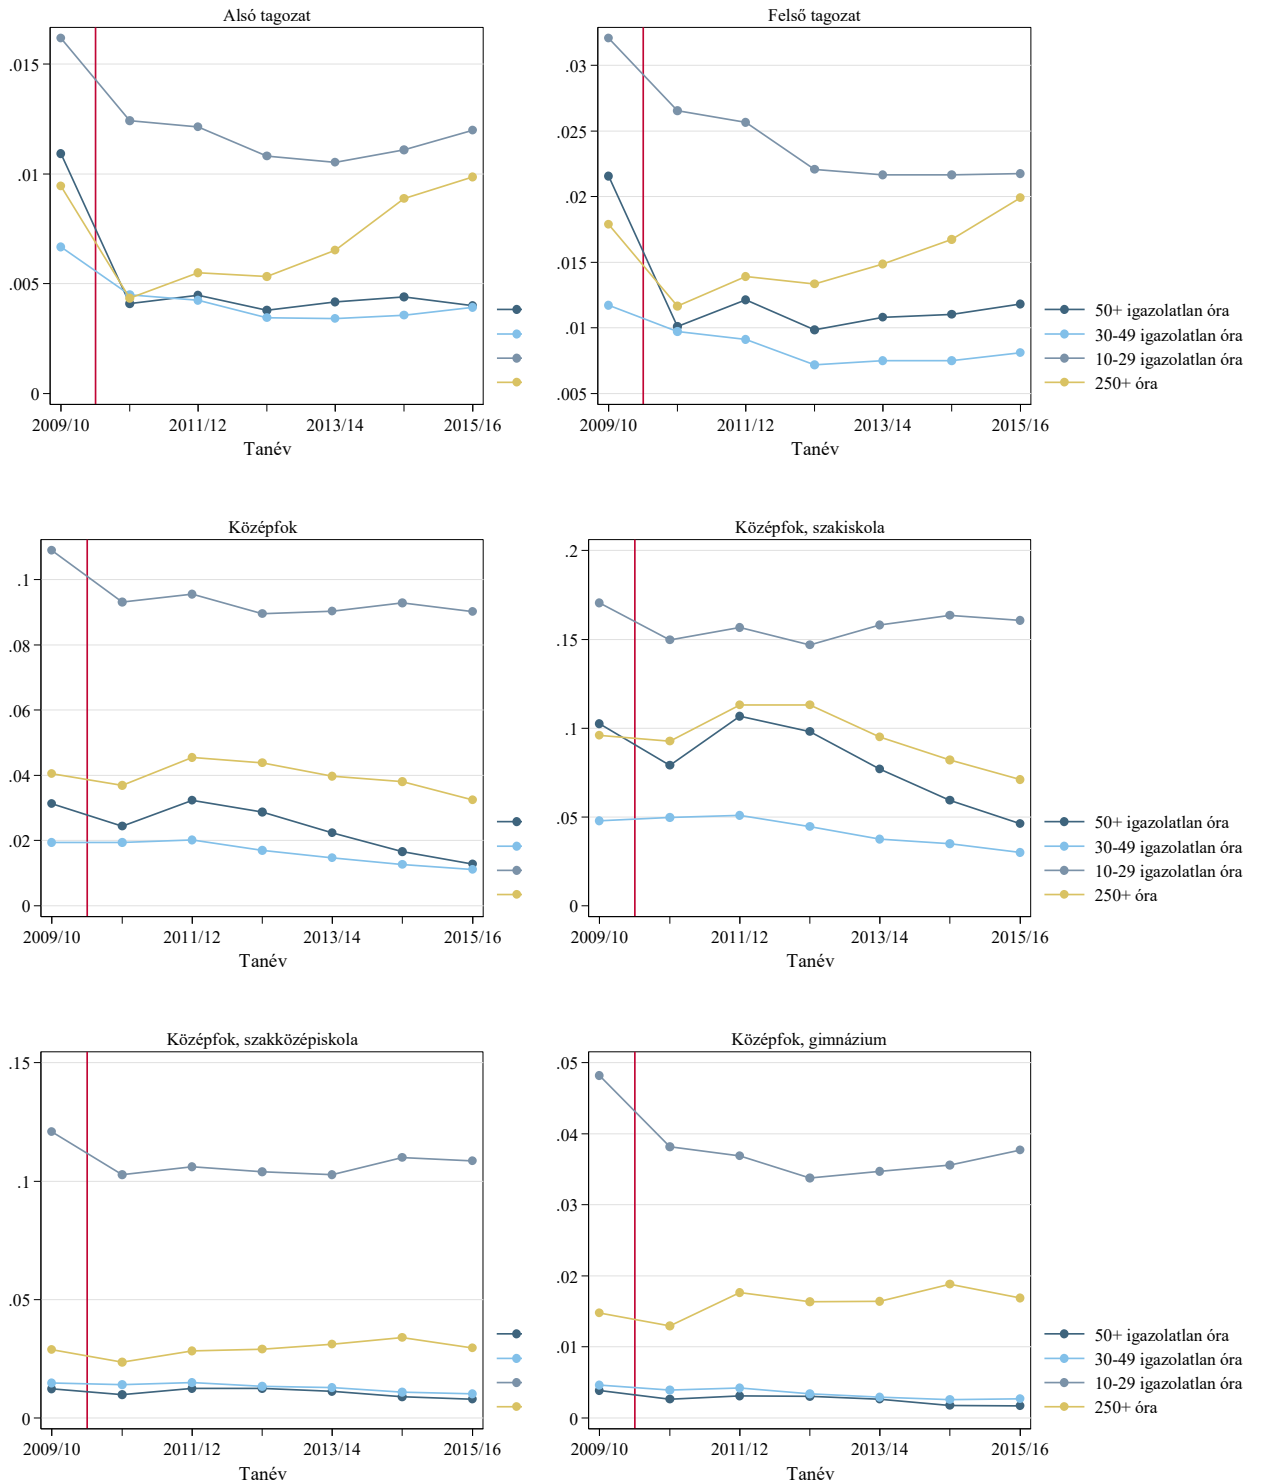 Alsó tagozat
.015
.01
.005
0
2009/10 2011/12 2013/14 2015/16
Tanév
Felső tagozat
.03
.025
.02
.015
.01
.005
2009/10 2011/12 2013/14 2015/16
Tanév
50+ igazolatlan óra
30-49 igazolatlan óra
10-29 igazolatlan óra
250+ óra
Középfok
.1
.08
.06
.04
.02
0
2009/10 2011/12 2013/14 2015/16
Tanév
Középfok, szakiskola
.2
.15
.1
.05
0
2009/10 2011/12 2013/14 2015/16
Tanév
50+ igazolatlan óra
30-49 igazolatlan óra
10-29 igazolatlan óra
250+ óra
Középfok, szakközépiskola
.15
.1
.05
0
2009/10 2011/12 2013/14 2015/16
Tanév
Középfok, gimnázium
.05
.04
.03
.02
.01
0
2009/10 2011/12 2013/14 2015/16
Tanév
50+ igazolatlan óra
30-49 igazolatlan óra
10-29 igazolatlan óra
250+ óra